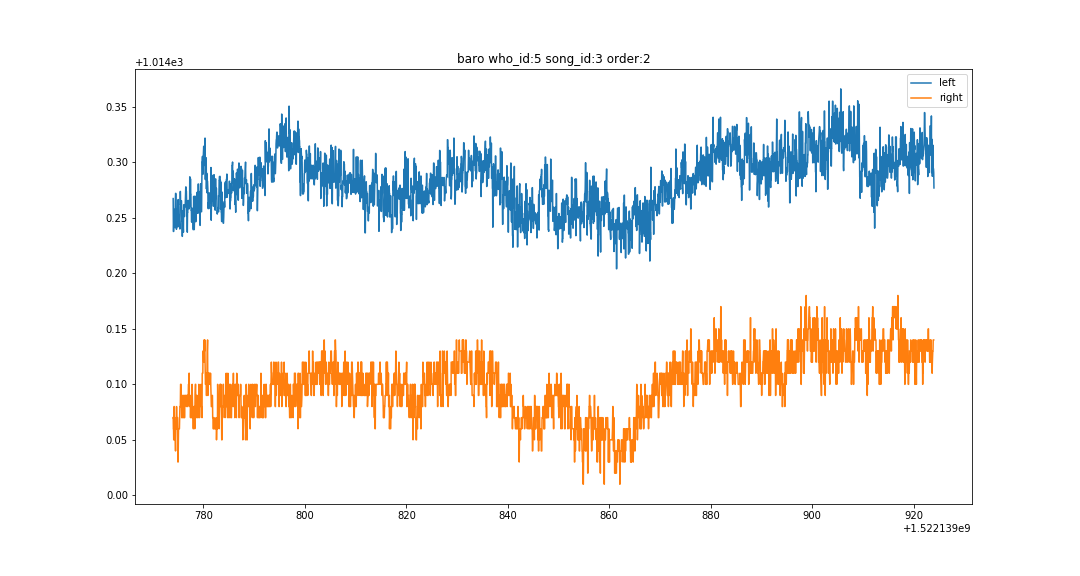 baro who_id:5 song_id:3 order:2
+1.014e3
left
right
0.35
0.30
0.25
0.20
0.15
0.10
0.05
0.00
780 800 820 840 860 880 900 920
+1.522139e9